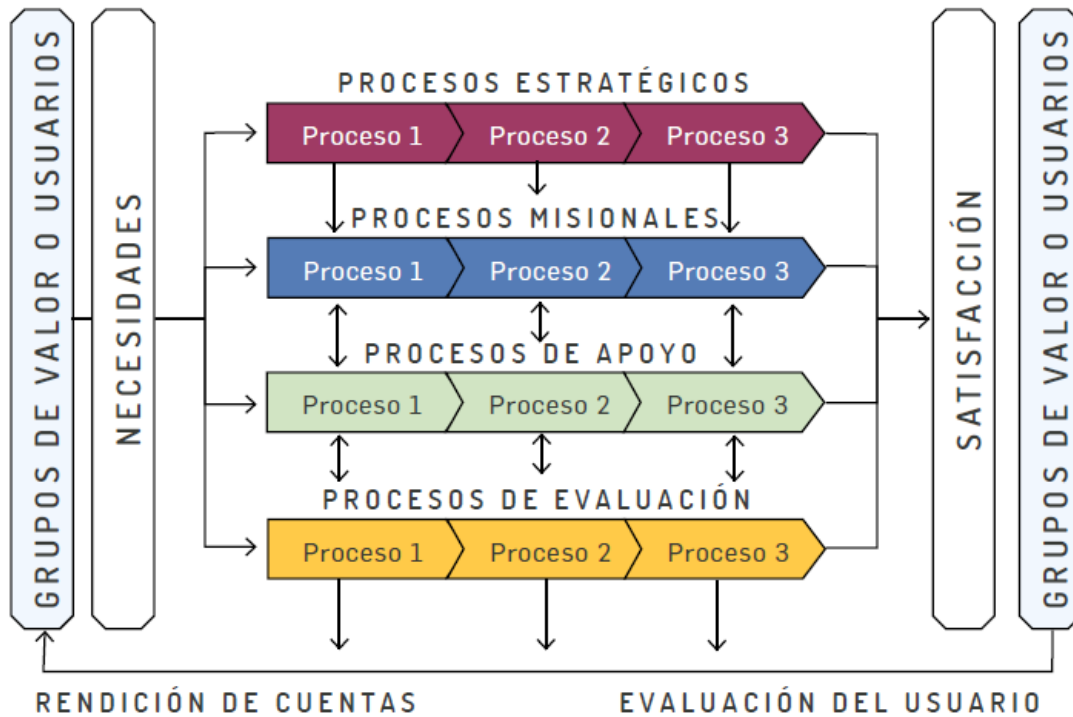 GRUPOS DE VALOR O USUARIOS
NECESIDADES
PROCESOS ESTRATÉGICOS
Proceso 1 Proceso 2 Proceso 3
PROCESOS MISIONALES
Proceso 1 Proceso 2 Proceso 3
PROCESOS DE APOYO
Proceso 1 Proceso 2 Proceso 3
PROCESOS DE EVALUACIÓN
Proceso 1 Proceso 2 Proceso 3
SATISFACCIÓN
GRUPOS DE VALOR O USUARIOS
RENDICIÓN DE CUENTAS
EVALUACIÓN DEL USUARIO